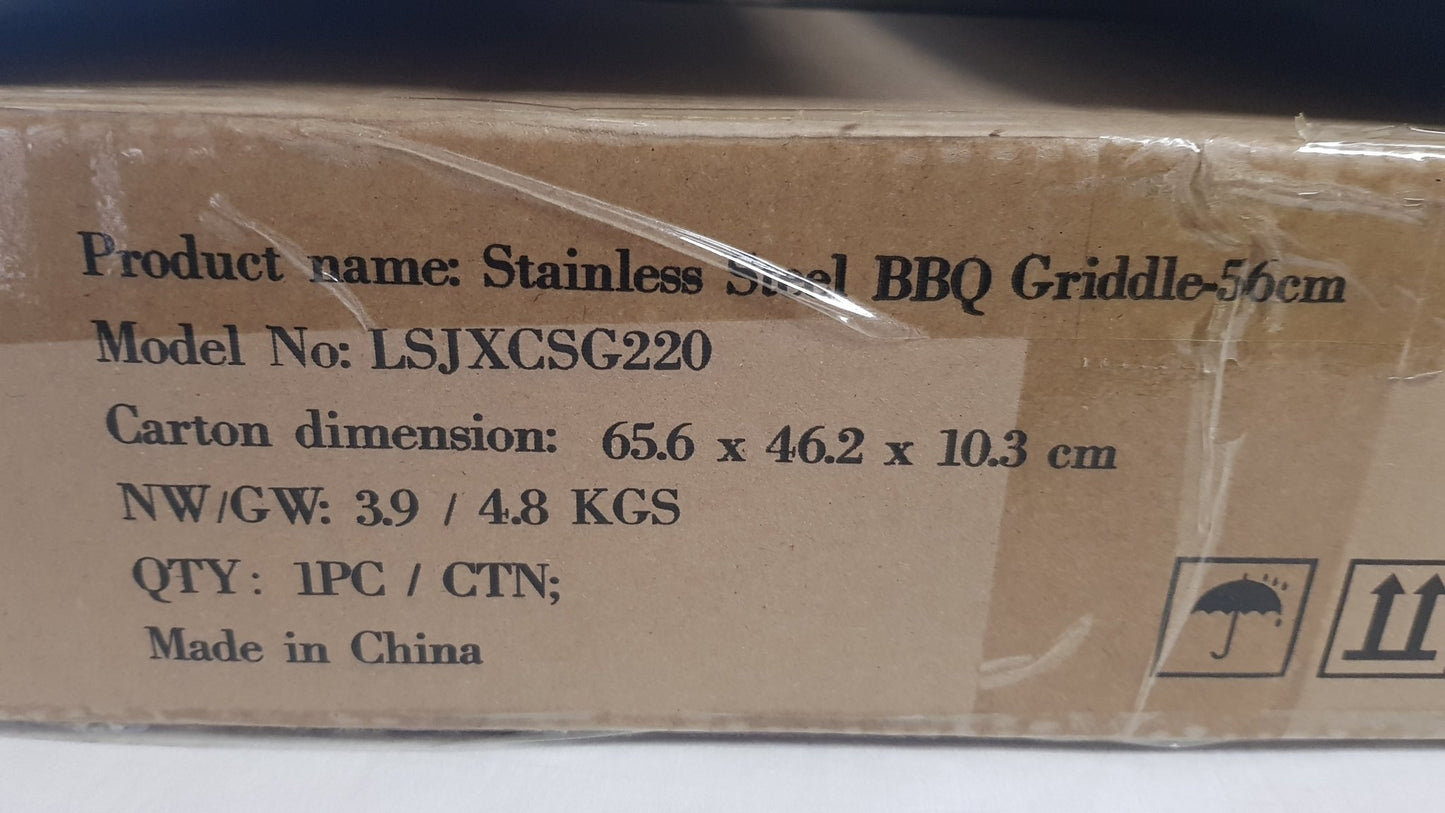 Product name: Stainless Steel BBQ Griddle-56cm
Model No: LSJXCSG220
Carton dimension: 65.6 x 46.2 x 10.3 cm
NW/GW: 3.9 / 4.8 KGS
QTY: 1PC / CTN;
Made in China